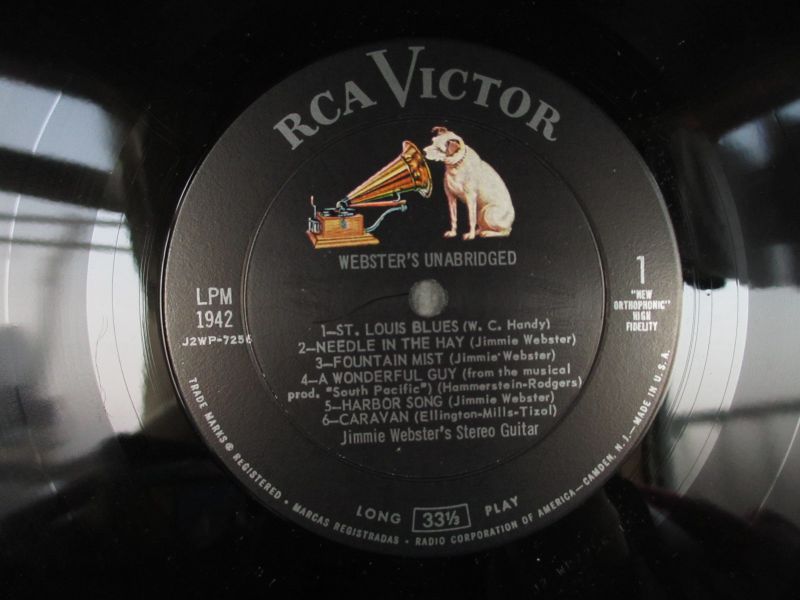 RCA VICTOR
WEBSTER'S UNABRIDGED
LPM
1942
J2WP-7256
1
"NEW
ORTHOPHONIC"
HIGH
FIDELITY
1—ST. LOUIS BLUES (W. C. Handy)
2—NEEDLE IN THE HAY (Jimmie Webster)
3—FOUNTAIN MIST (Jimmie Webster)
4—A WONDERFUL GUY (from the musical
prod. "South Pacific") (Hammerstein-Rodgers)
5—HARBOR SONG (Jimmie Webster)
6—CARAVAN (Ellington-Mills-Tizol)
Jimmie Webster's Stereo Guitar
LONG 33⅓ PLAY
TRADE MARKS ® REGISTERED • MARCAS REGISTRADAS • RADIO CORPORATION OF AMERICA—CAMDEN, N. J.—MADE IN U.S.A.